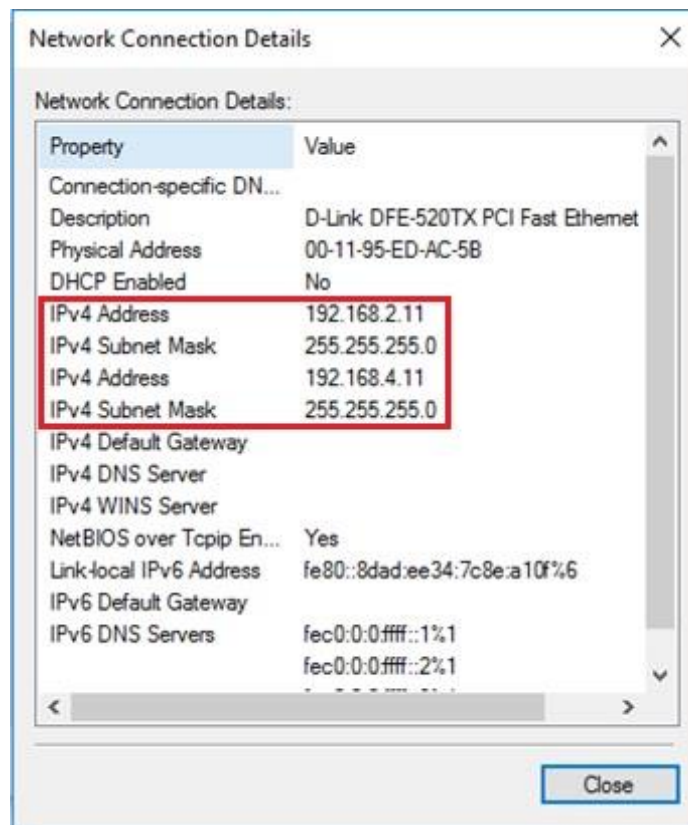 Network Connection Details
Network Connection Details:
Property Value
Connection-specific DN...
Description D-Link DFE-520TX PCI Fast Ethernet
Physical Address 00-11-95-ED-AC-5B
DHCP Enabled No
IPv4 Address 192.168.2.11
IPv4 Subnet Mask 255.255.255.0
IPv4 Address 192.168.4.11
IPv4 Subnet Mask 255.255.255.0
IPv4 Default Gateway
IPv4 DNS Server
IPv4 WINS Server
NetBIOS over Tcpip En... Yes
Link-local IPv6 Address fe80::8dad:ee34:7c8e:a10f%6
IPv6 Default Gateway
IPv6 DNS Servers fec0:0:0:ffff::1%1
fec0:0:0:ffff::2%1
Close